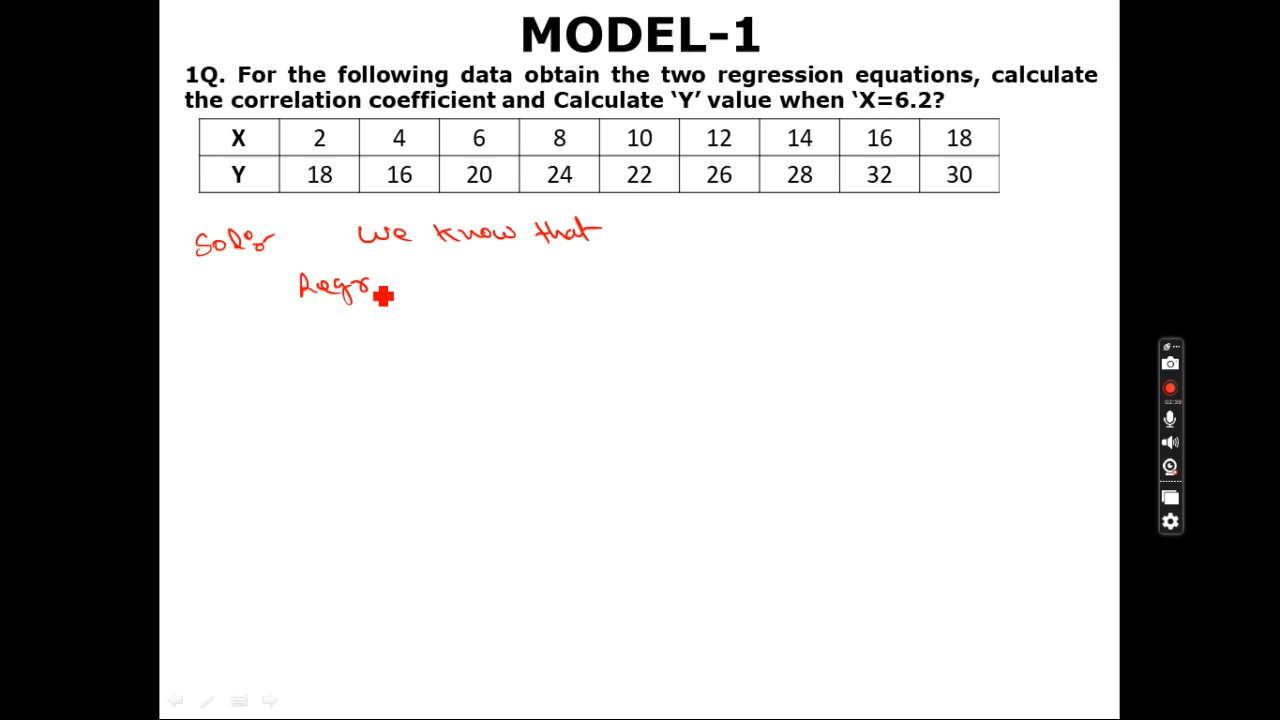 MODEL-1
1Q. For the following data obtain the two regression equations, calculate
the correlation coefficient and Calculate ‘Y’ value when ‘X=6.2?
X 2 4 6 8 10 12 14 16 18
Y 18 16 20 24 22 26 28 32 30
We know that
Regr
02:39